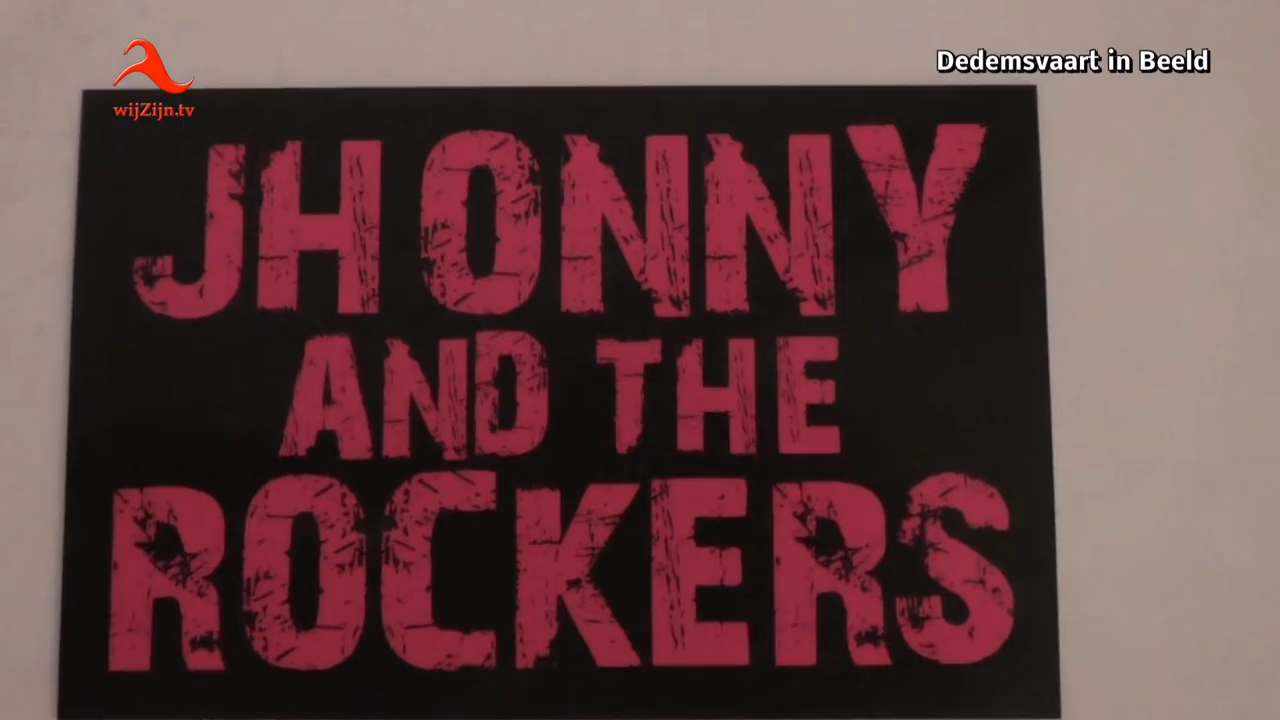 Dedemsvaart in Beeld
wijZijn.tv
JHONNY
AND THE
ROCKERS